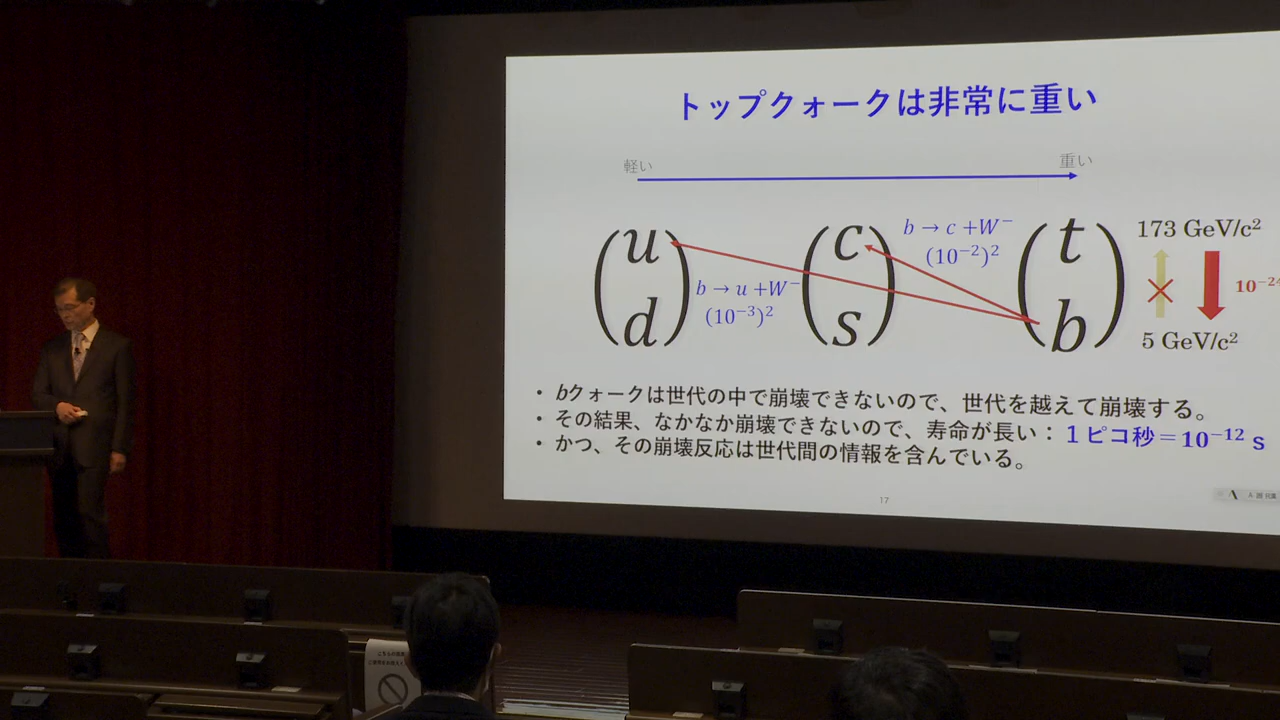 トップクォークは非常に重い
軽い
重い
u
d
c
s
t
b
b → u + W⁻
(10⁻³)²
b → c + W⁻
(10⁻²)²
173 GeV/c²
5 GeV/c²
・bクォークは世代の中で崩壊できないので、世代を越えて崩壊する。
・その結果、なかなか崩壊できないので、寿命が長い：１ピコ秒＝10⁻¹² s
・かつ、その崩壊反応は世代間の情報を含んでいる。
17